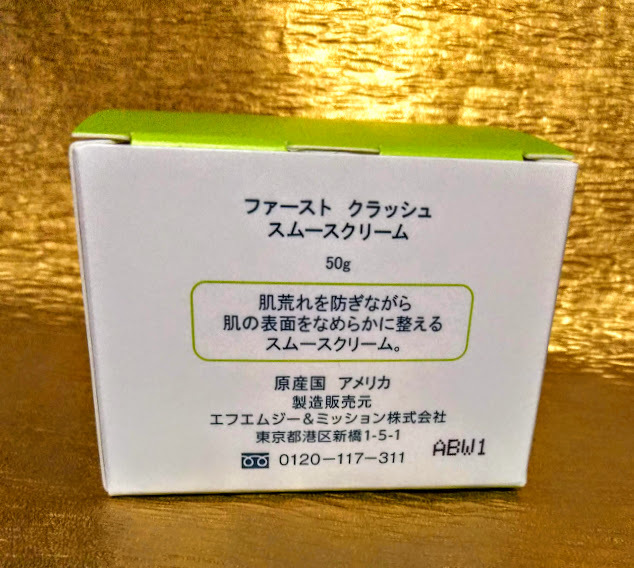 ファースト クラッシュ
スムースクリーム
50g
肌荒れを防ぎながら
肌の表面をなめらかに整える
スムースクリーム。
原産国 アメリカ
製造販売元
エフエムジー&ミッション株式会社
東京都港区新橋1-5-1
0120-117-311
ABW1